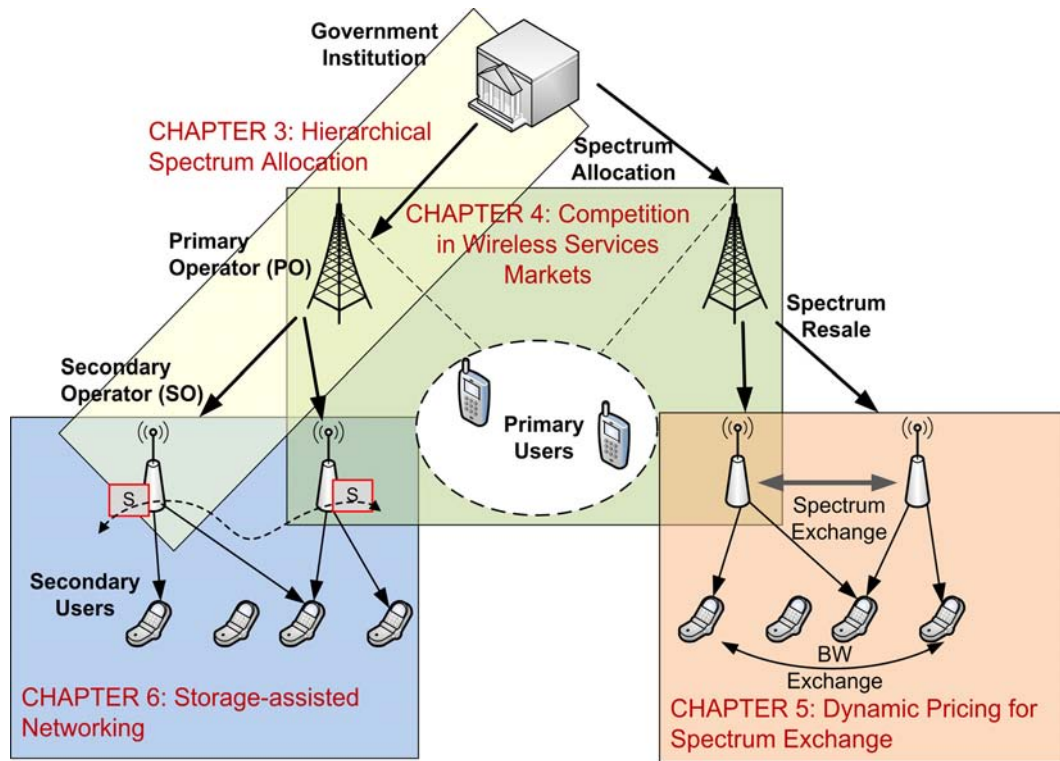 Government
Institution
CHAPTER 3: Hierarchical
Spectrum Allocation
Spectrum
Allocation
CHAPTER 4: Competition
in Wireless Services
Markets
Primary
Operator (PO)
Spectrum
Resale
Secondary
Operator (SO)
Primary
Users
S
S
Spectrum
Exchange
Secondary
Users
BW
Exchange
CHAPTER 6: Storage-assisted
Networking
CHAPTER 5: Dynamic Pricing for
Spectrum Exchange